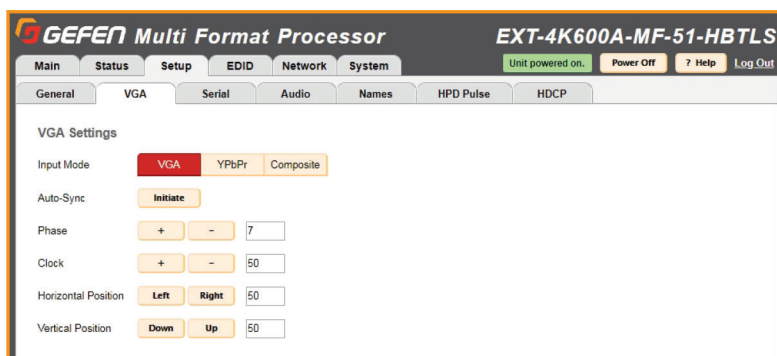 GEFEN Multi Format Processor EXT-4K600A-MF-51-HBTLS
Main Status Setup EDID Network System Unit powered on. Power Off ? Help Log Out
General VGA Serial Audio Names HPD Pulse HDCP
VGA Settings
Input Mode VGA YPbPr Composite
Auto-Sync Initiate
Phase + - 7
Clock + - 50
Horizontal Position Left Right 50
Vertical Position Down Up 50